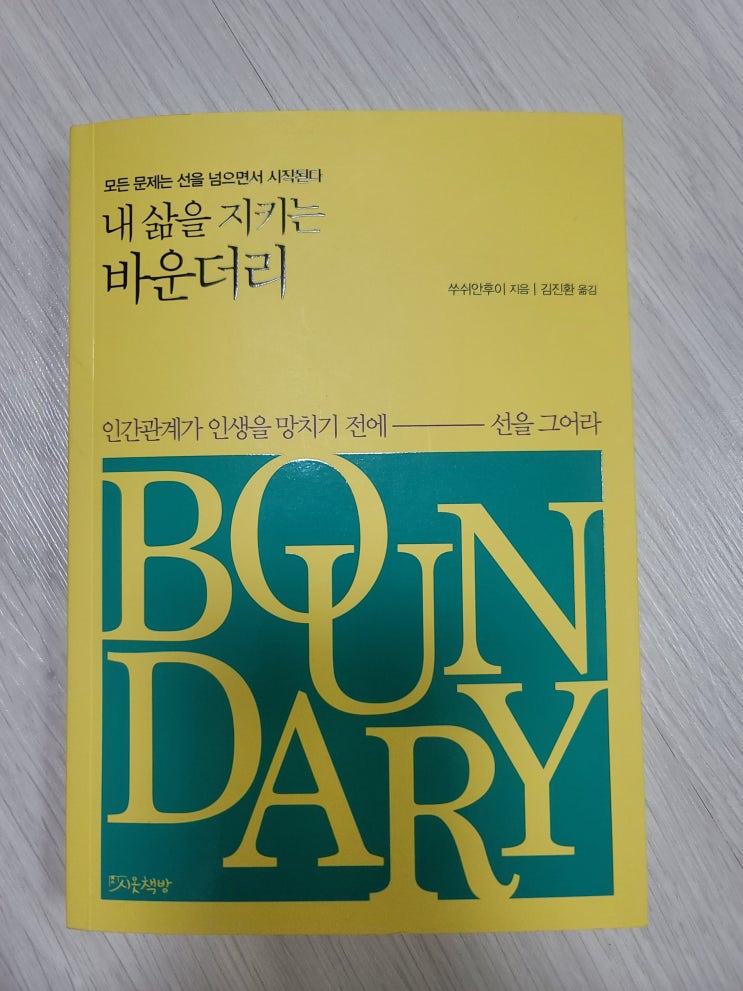 모든 문제는 선을 넘으면서 시작된다
내 삶을 지키는
바운더리
쑤쉬안후이 지음 | 김진환 옮김
인간관계가 인생을 망치기 전에 ——— 선을 그어라
BOUN
DARY
시옷책방